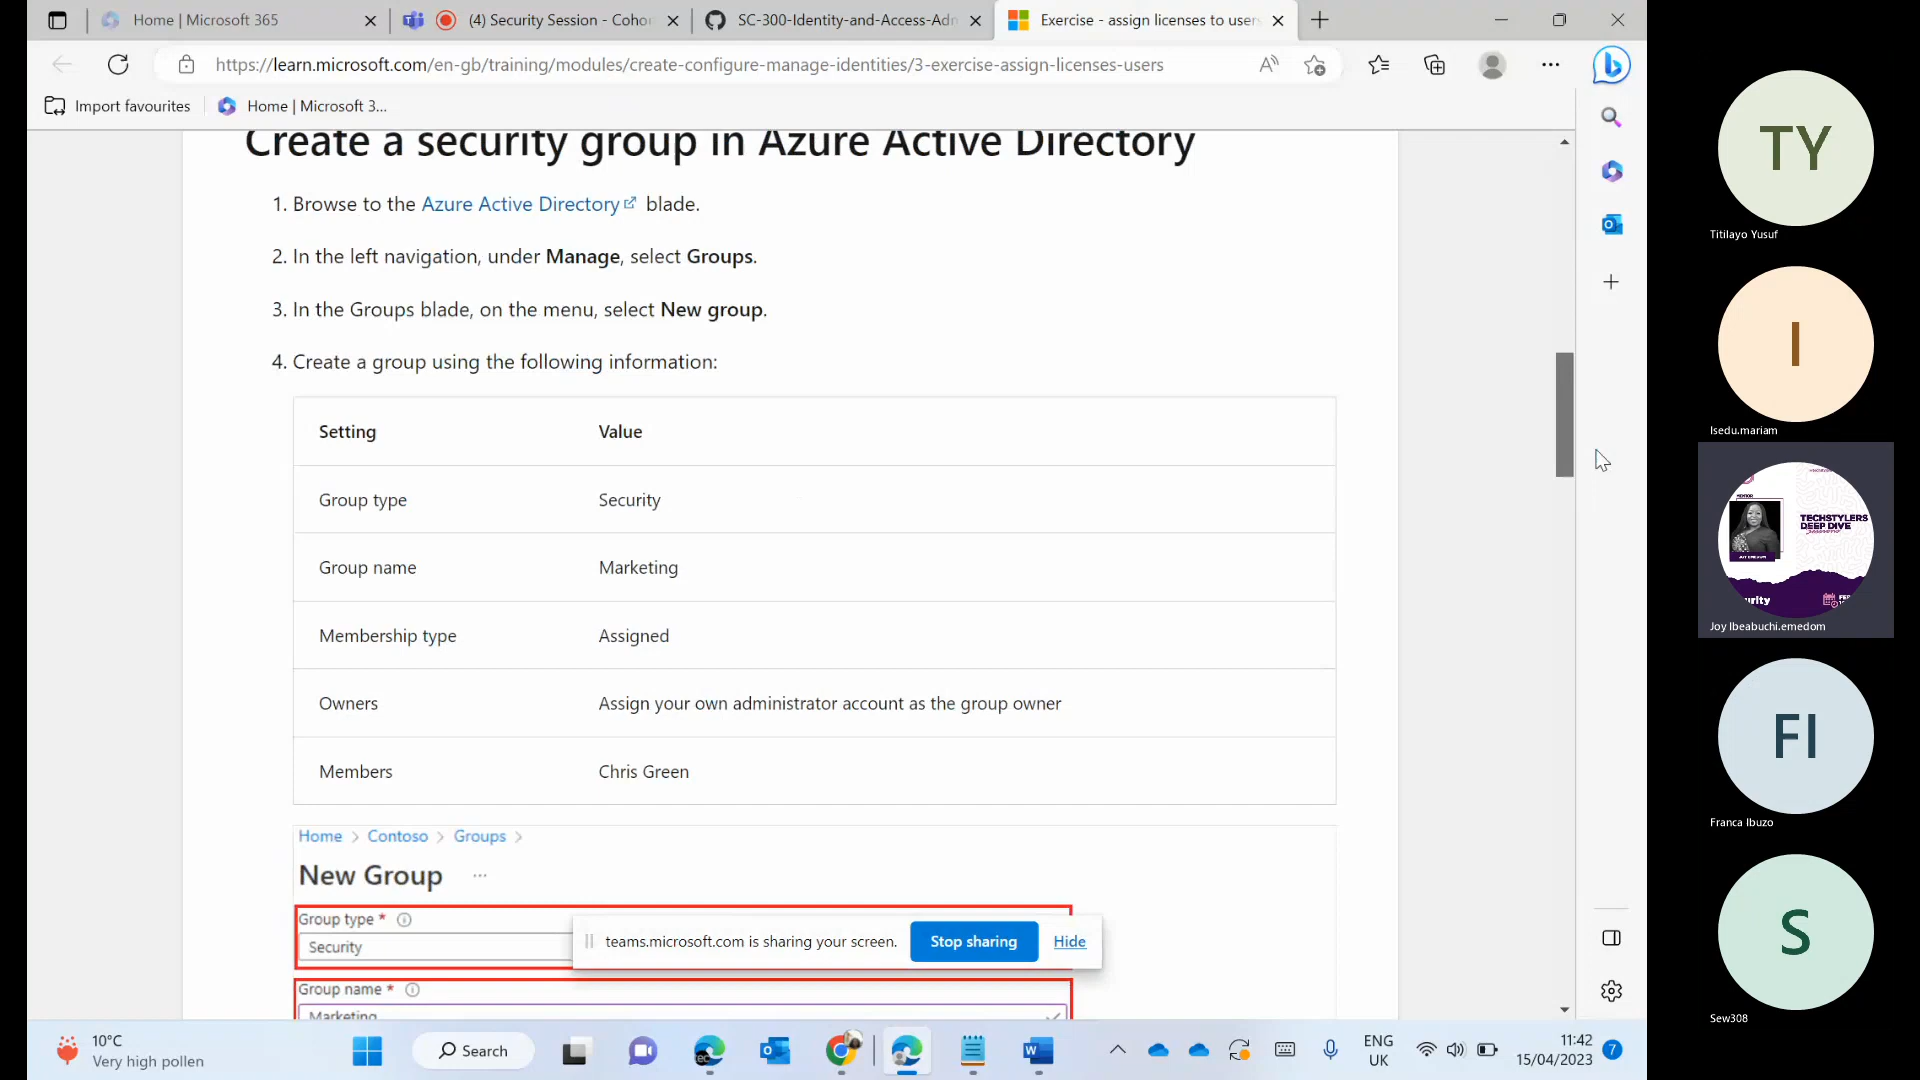 Home | Microsoft 365
(4) Security Session - Coho
SC-300-Identity-and-Access-Adm
Exercise - assign licenses to users
https://learn.microsoft.com/en-gb/training/modules/create-configure-manage-identities/3-exercise-assign-licenses-users
Import favourites
Home | Microsoft 3...
Create a security group in Azure Active Directory
1. Browse to the Azure Active Directory blade.
2. In the left navigation, under Manage, select Groups.
3. In the Groups blade, on the menu, select New group.
4. Create a group using the following information:
Setting Value
Group type Security
Group name Marketing
Membership type Assigned
Owners Assign your own administrator account as the group owner
Members Chris Green
Home > Contoso > Groups >
New Group ...
Group type *
Security
Group name *
Marketing
teams.microsoft.com is sharing your screen. Stop sharing Hide
TY
Titilayo Yusuf
I
Isedu.mariam
MENTOR
TECHSTYLERS
DEEP DIVE
urity
FE
Joy Ibeabuchi.emedom
FI
Franca Ibuzo
S
Sew308
10°C
Very high pollen
Search
ENG
UK
11:42
15/04/2023
7